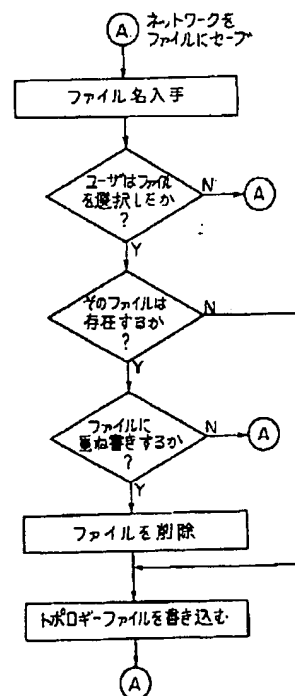 A
ネットワークを
ファイルにセーブ
ファイル名入手
ユーザはファイル
を選択したか
?
N
A
Y
そのファイルは
存在するか
?
N
Y
ファイルに
重ね書きするか
?
N
A
Y
ファイルを削除
トポロギーファイルを書き込む
A